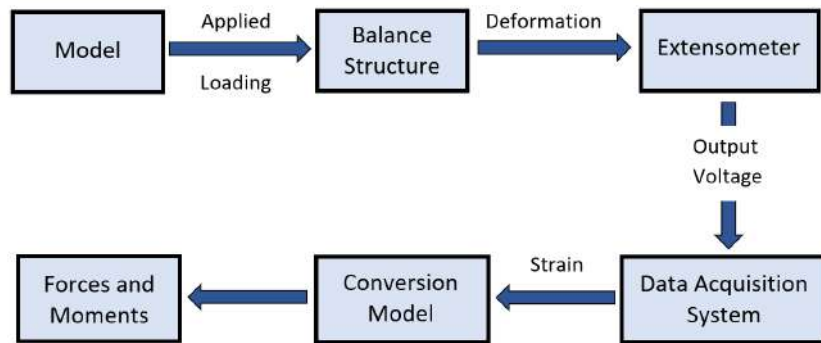 Model
Applied
Loading
Balance
Structure
Deformation
Extensometer
Output
Voltage
Data Acquisition
System
Strain
Conversion
Model
Forces and
Moments